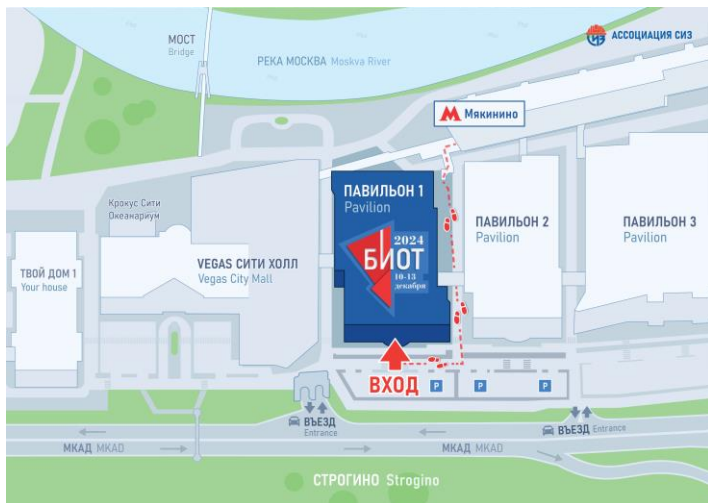 СИЗ
АССОЦИАЦИЯ СИЗ
МОСТ
Bridge
РЕКА МОСКВА Moskva River
М Мякинино
ПАВИЛЬОН 1
Pavilion
Крокус Сити
Океанариум
ПАВИЛЬОН 2
Pavilion
ПАВИЛЬОН 3
Pavilion
2024
БИОТ
10-13
декабря
VEGAS СИТИ ХОЛЛ
Vegas City Mall
ТВОЙ ДОМ 1
Your house
ВХОД
P
P
P
ВЪЕЗД
Entrance
ВЪЕЗД Entrance
МКАД MKAD
МКАД MKAD
СТРОГИНО Strogino